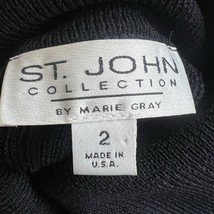 ST. JOHN
COLLECTION
BY MARIE GRAY
2
MADE IN
U.S.A.